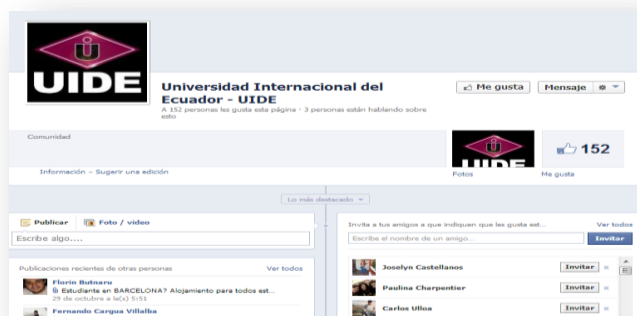 UIDE
Universidad Internacional del
Ecuador - UIDE
A 152 personas les gusta esta página · 3 personas están hablando sobre
esto
Me gusta
Mensaje
Comunidad
Información – Sugerir una edición
UIDE
Fotos
152
Me gusta
Lo más destacado
Publicar
Foto / video
Escribe algo....
Publicaciones recientes de otras personas
Ver todos
Florin Butnaru
Estudiante en BARCELONA? Alojamiento para todos est...
29 de octubre a le(s) 5:51
Fernando Cargua Villalba
Invita a tus amigos a que indiquen que les gusta est...
Ver todos
Escribe el nombre de un amigo...
Invitar
Joselyn Castellanos
Invitar
Paulina Charpentier
Invitar
Carlos Ulloa
Invitar